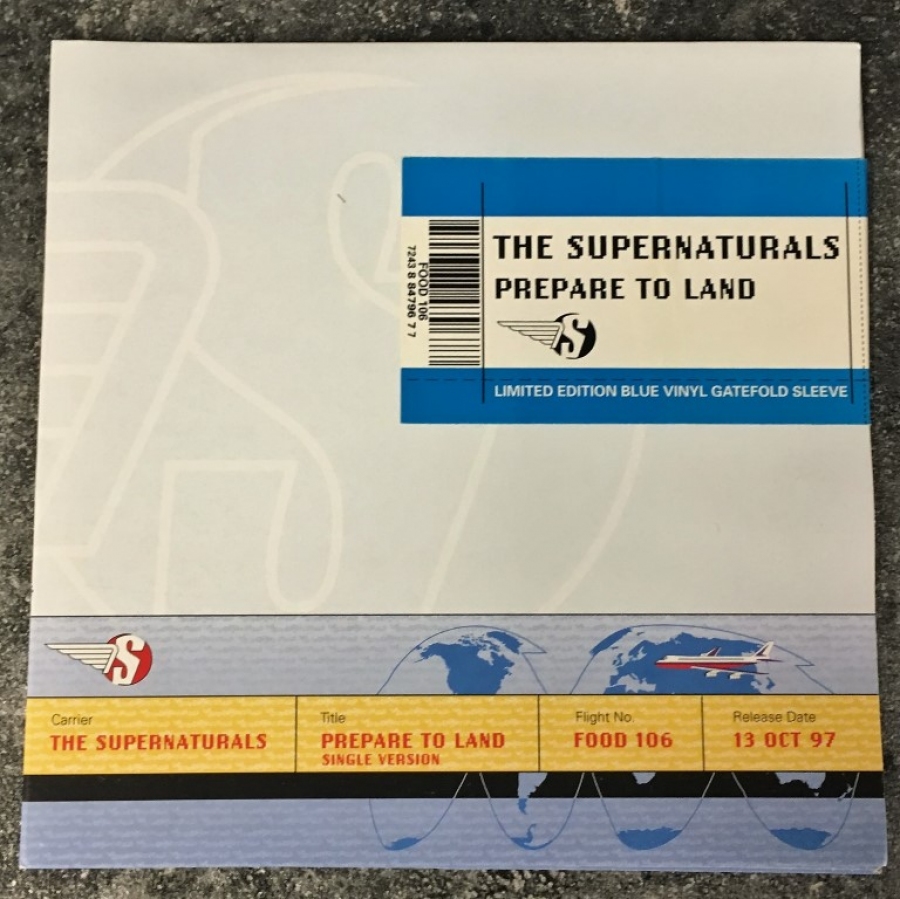 THE SUPERNATURALS
PREPARE TO LAND
S
LIMITED EDITION BLUE VINYL GATEFOLD SLEEVE
FOOD 106
7243 8 84796 7 7
S
Carrier
THE SUPERNATURALS
Title
PREPARE TO LAND
SINGLE VERSION
Flight No.
FOOD 106
Release Date
13 OCT 97